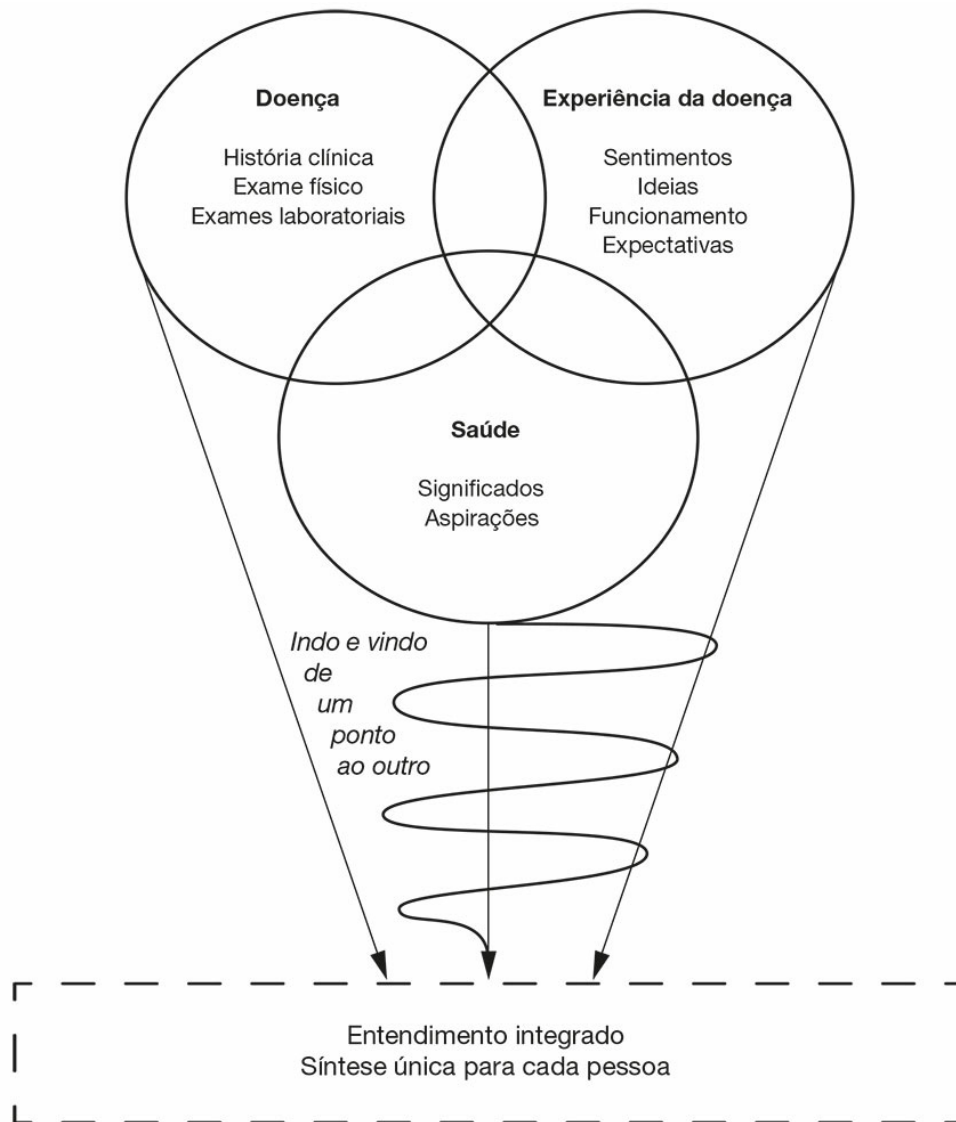 Doença
História clínica
Exame físico
Exames laboratoriais
Experiência da doença
Sentimentos
Ideias
Funcionamento
Expectativas
Saúde
Significados
Aspirações
Indo e vindo
de
um
ponto
ao outro
Entendimento integrado
Síntese única para cada pessoa